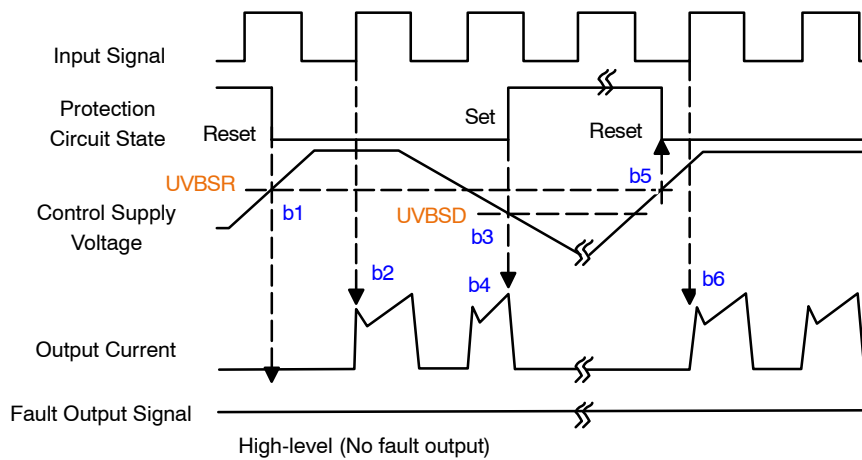 Input Signal
Protection
Circuit State
Reset
Set
Reset
UVBSR
b5
Control Supply
Voltage
b1
UVBSD
b3
b2
b4
b6
Output Current
Fault Output Signal
High-level (No fault output)